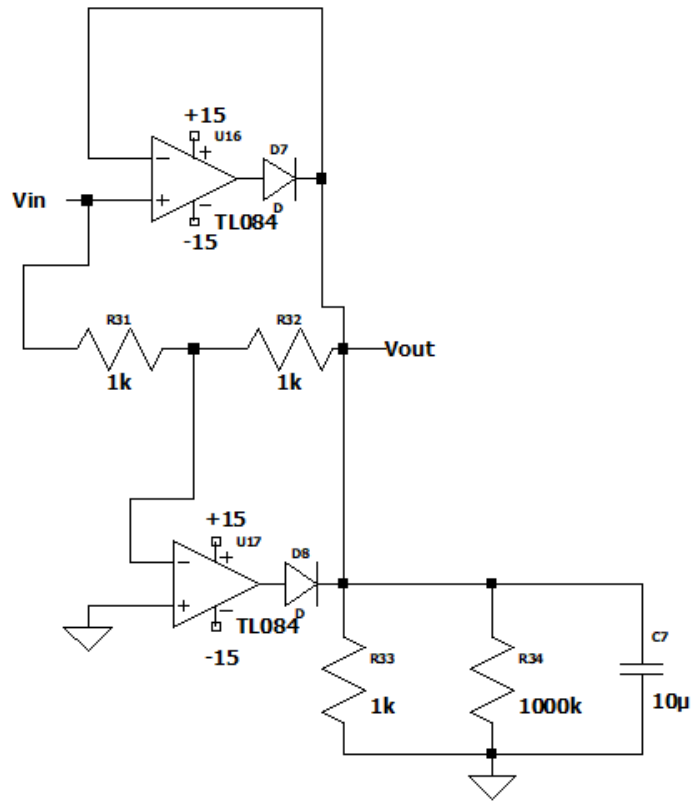 +15
U16
D7
Vin
D
TL084
-15
R31
R32
Vout
1k
1k
+15
U17
D8
D
TL084
-15
R33
R34
C7
1k
1000k
10µ